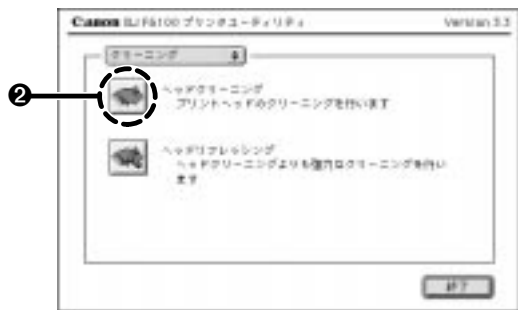 Canon BJ F6100 プリンタユーティリティ Version 3.3
クリーニング
❷
ヘッドクリーニング
プリントヘッドのクリーニングを行います
ヘッドリフレッシング
ヘッドクリーニングよりも強力なクリーニングを行い
ます
終了